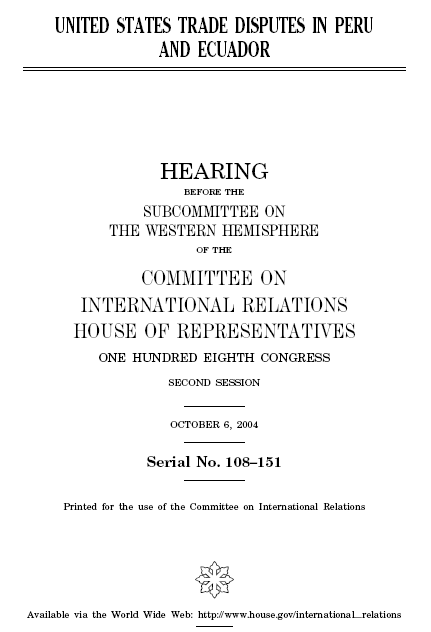 UNITED STATES TRADE DISPUTES IN PERU
AND ECUADOR
HEARING
BEFORE THE
SUBCOMMITTEE ON
THE WESTERN HEMISPHERE
OF THE
COMMITTEE ON
INTERNATIONAL RELATIONS
HOUSE OF REPRESENTATIVES
ONE HUNDRED EIGHTH CONGRESS
SECOND SESSION
OCTOBER 6, 2004
Serial No. 108–151
Printed for the use of the Committee on International Relations
Available via the World Wide Web: http://www.house.gov/international_relations